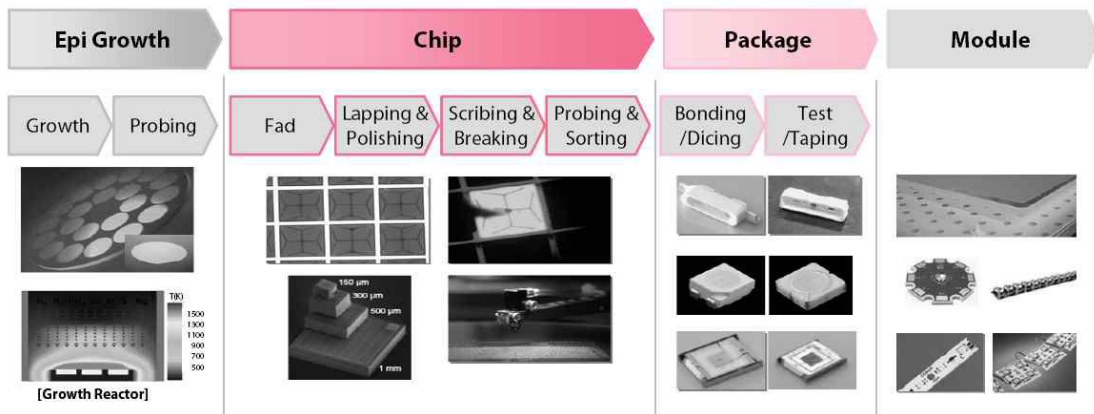 Epi Growth
Chip
Package
Module
Growth
Probing
Fad
Lapping &
Polishing
Scribing &
Breaking
Probing &
Sorting
Bonding
/Dicing
Test
/Taping
T(K)
1500
1300
1100
900
700
500
[Growth Reactor]
150 μm
300 μm
500 μm
1 mm